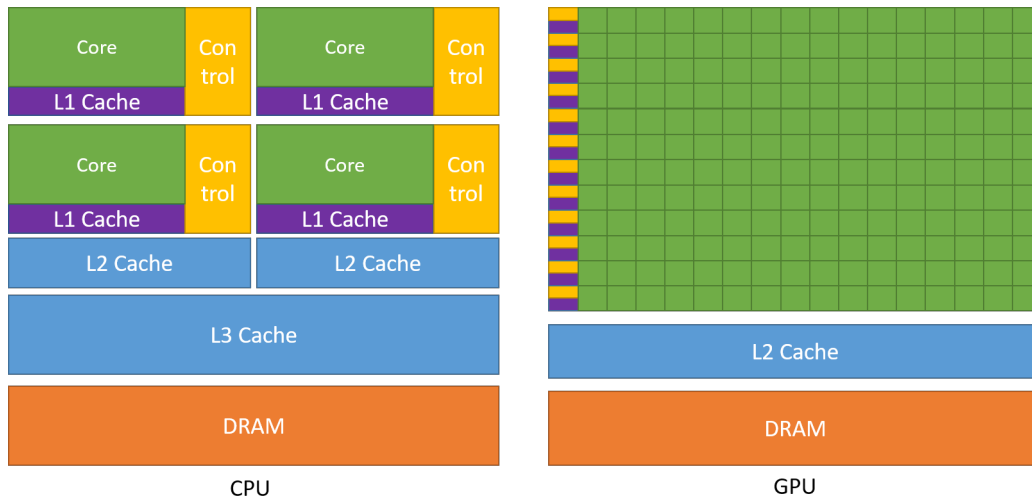 Core
Con
trol
L1 Cache
Core
Con
trol
L1 Cache
Core
Con
trol
L1 Cache
Core
Con
trol
L1 Cache
L2 Cache
L2 Cache
L3 Cache
DRAM
CPU
L2 Cache
DRAM
GPU